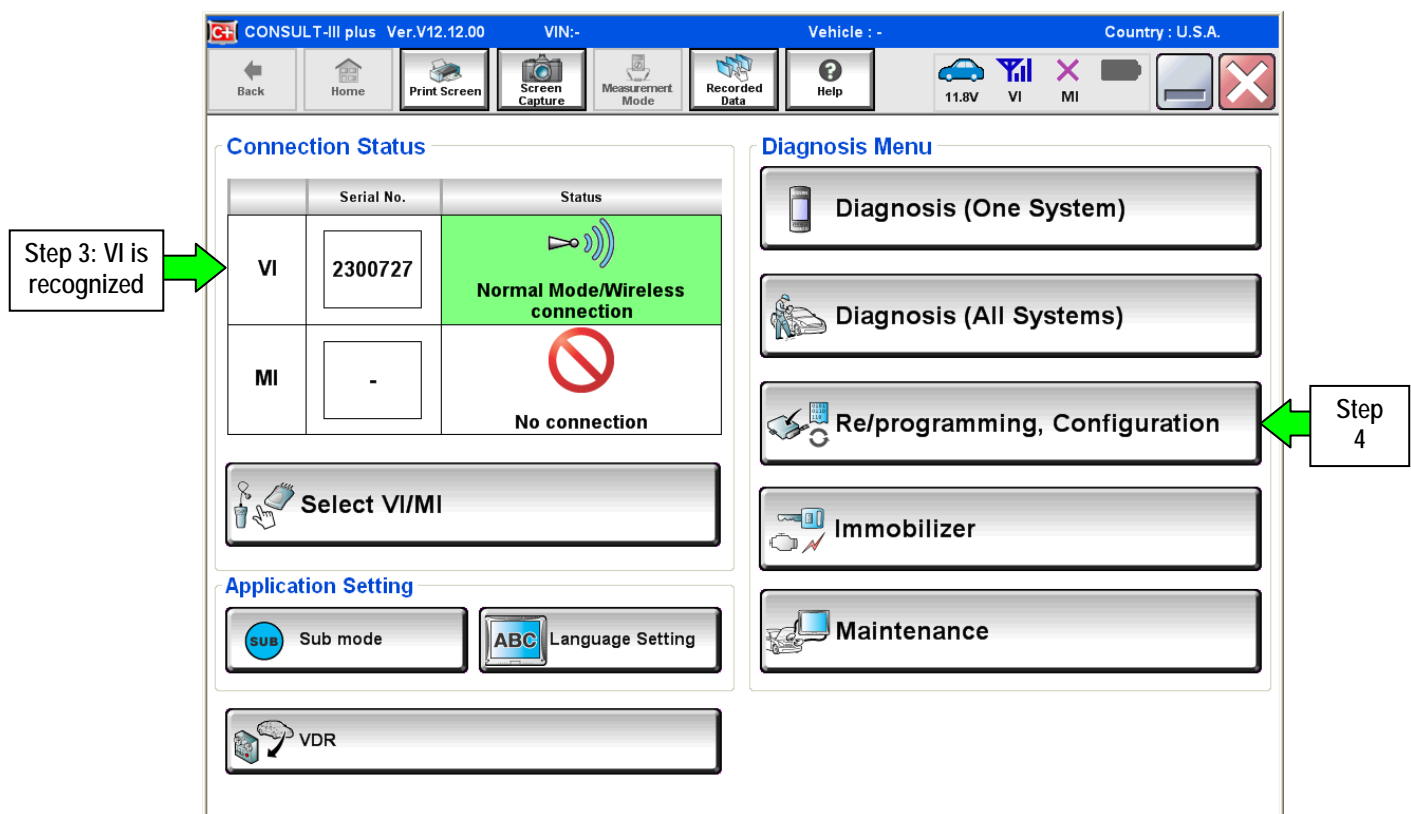 CONSULT-III plus Ver.V12.12.00 VIN:- Vehicle : - Country : U.S.A.
Back
Home
Print Screen
Screen
Capture
Measurement
Mode
Recorded
Data
Help
11.8V VI MI
Connection Status
Serial No. Status
VI 2300727 Normal Mode/Wireless
connection
MI - No connection
Select VI/MI
Application Setting
SUB Sub mode
ABC Language Setting
VDR
Diagnosis Menu
Diagnosis (One System)
Diagnosis (All Systems)
Re/programming, Configuration
Immobilizer
Maintenance
Step 3: VI is
recognized
Step
4